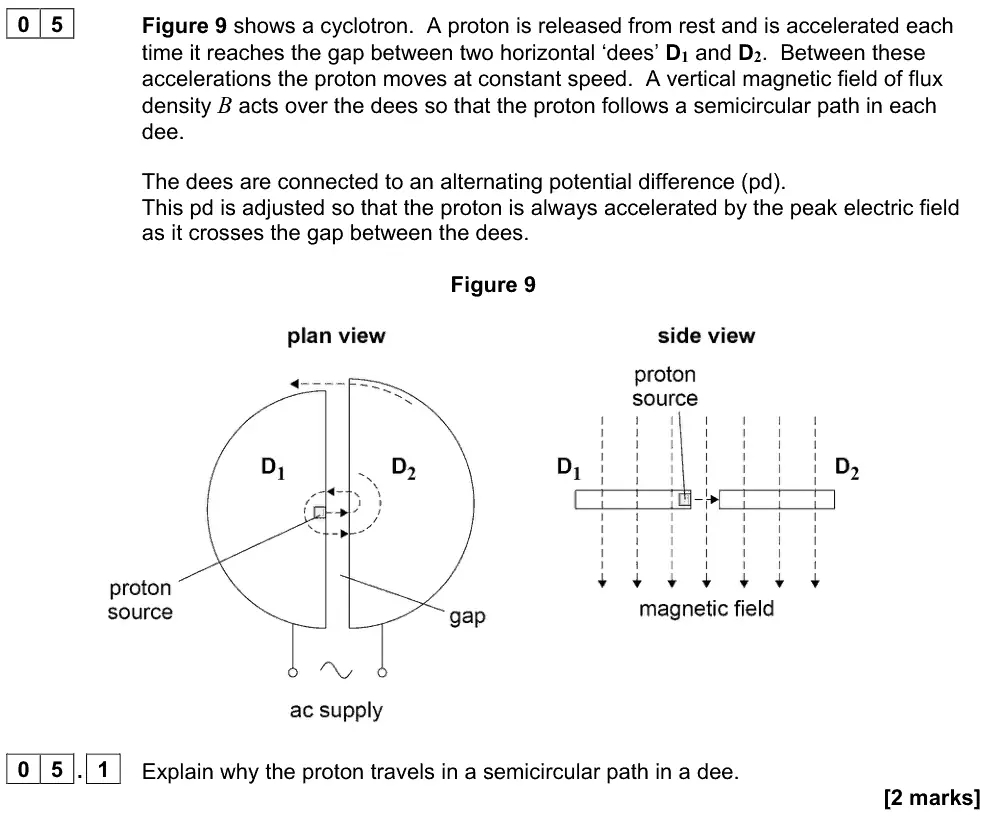 0 5 Figure 9 shows a cyclotron. A proton is released from rest and is accelerated each
time it reaches the gap between two horizontal ‘dees’ D1 and D2. Between these
accelerations the proton moves at constant speed. A vertical magnetic field of flux
density B acts over the dees so that the proton follows a semicircular path in each
dee.
The dees are connected to an alternating potential difference (pd).
This pd is adjusted so that the proton is always accelerated by the peak electric field
as it crosses the gap between the dees.
Figure 9
plan view
D1
D2
proton
source
gap
ac supply
side view
proton
source
D1
D2
magnetic field
0 5 . 1 Explain why the proton travels in a semicircular path in a dee.
[2 marks]